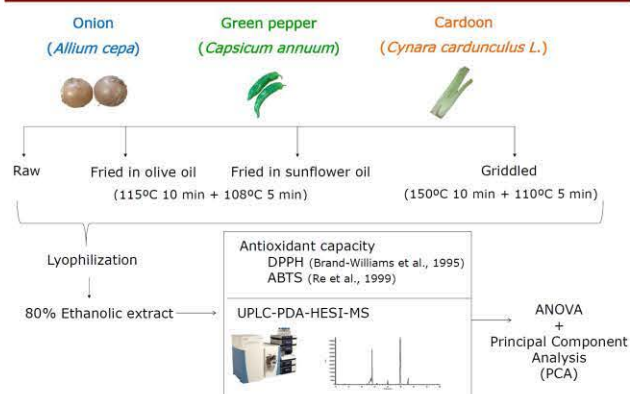 Onion
(Allium cepa)
Green pepper
(Capsicum annuum)
Cardoon
(Cynara cardunculus L.)
Raw
Fried in olive oil
Fried in sunflower oil
Griddled
(115ºC 10 min + 108ºC 5 min)
(150ºC 10 min + 110ºC 5 min)
Lyophilization
80% Ethanolic extract
Antioxidant capacity
DPPH (Brand-Williams et al., 1995)
ABTS (Re et al., 1999)
UPLC-PDA-HESI-MS
ANOVA
+
Principal Component
Analysis
(PCA)